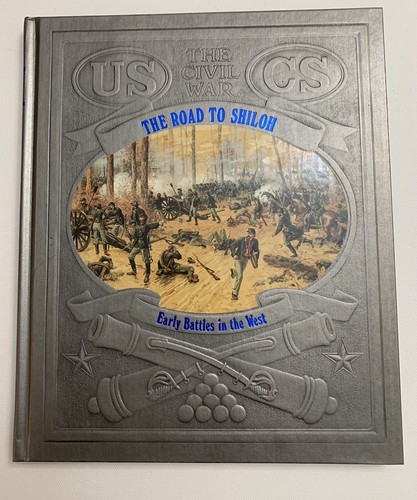 US
THE
CIVIL
WAR
CS
THE ROAD TO SHILOH
Early Battles in the West